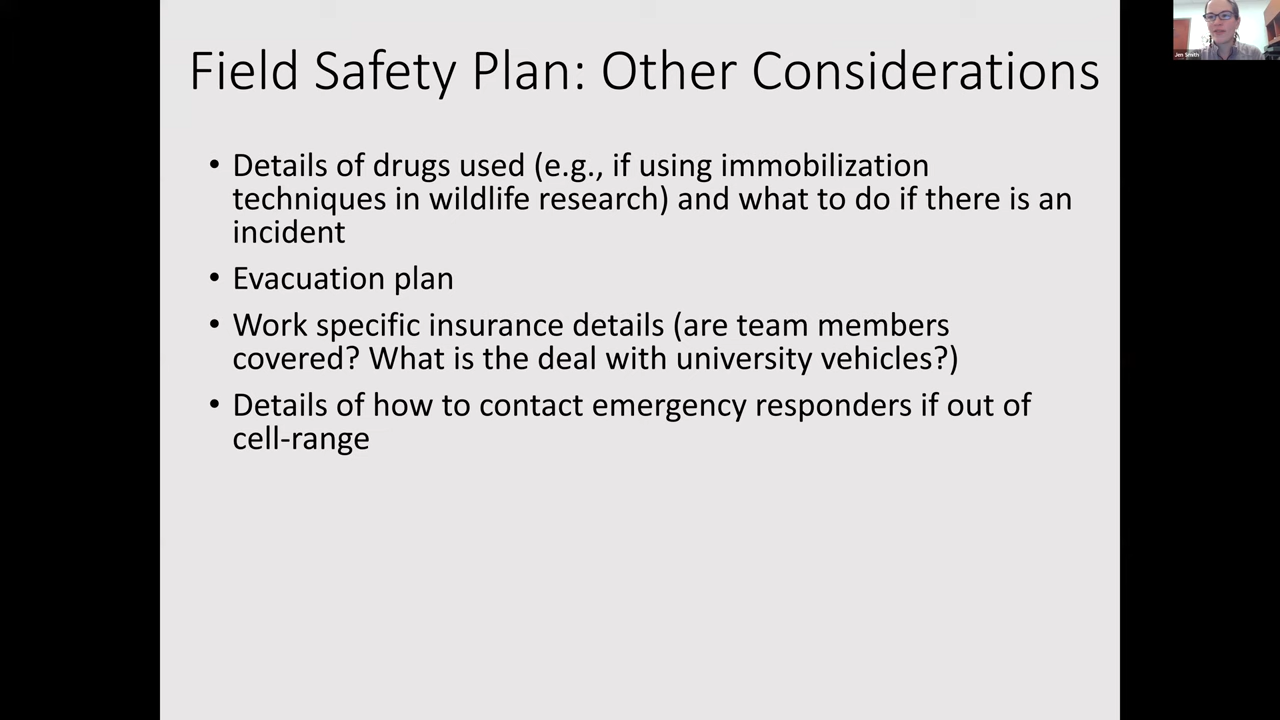 Field Safety Plan: Other Considerations
• Details of drugs used (e.g., if using immobilization
techniques in wildlife research) and what to do if there is an
incident
• Evacuation plan
• Work specific insurance details (are team members
covered? What is the deal with university vehicles?)
• Details of how to contact emergency responders if out of
cell-range
Jen Smith